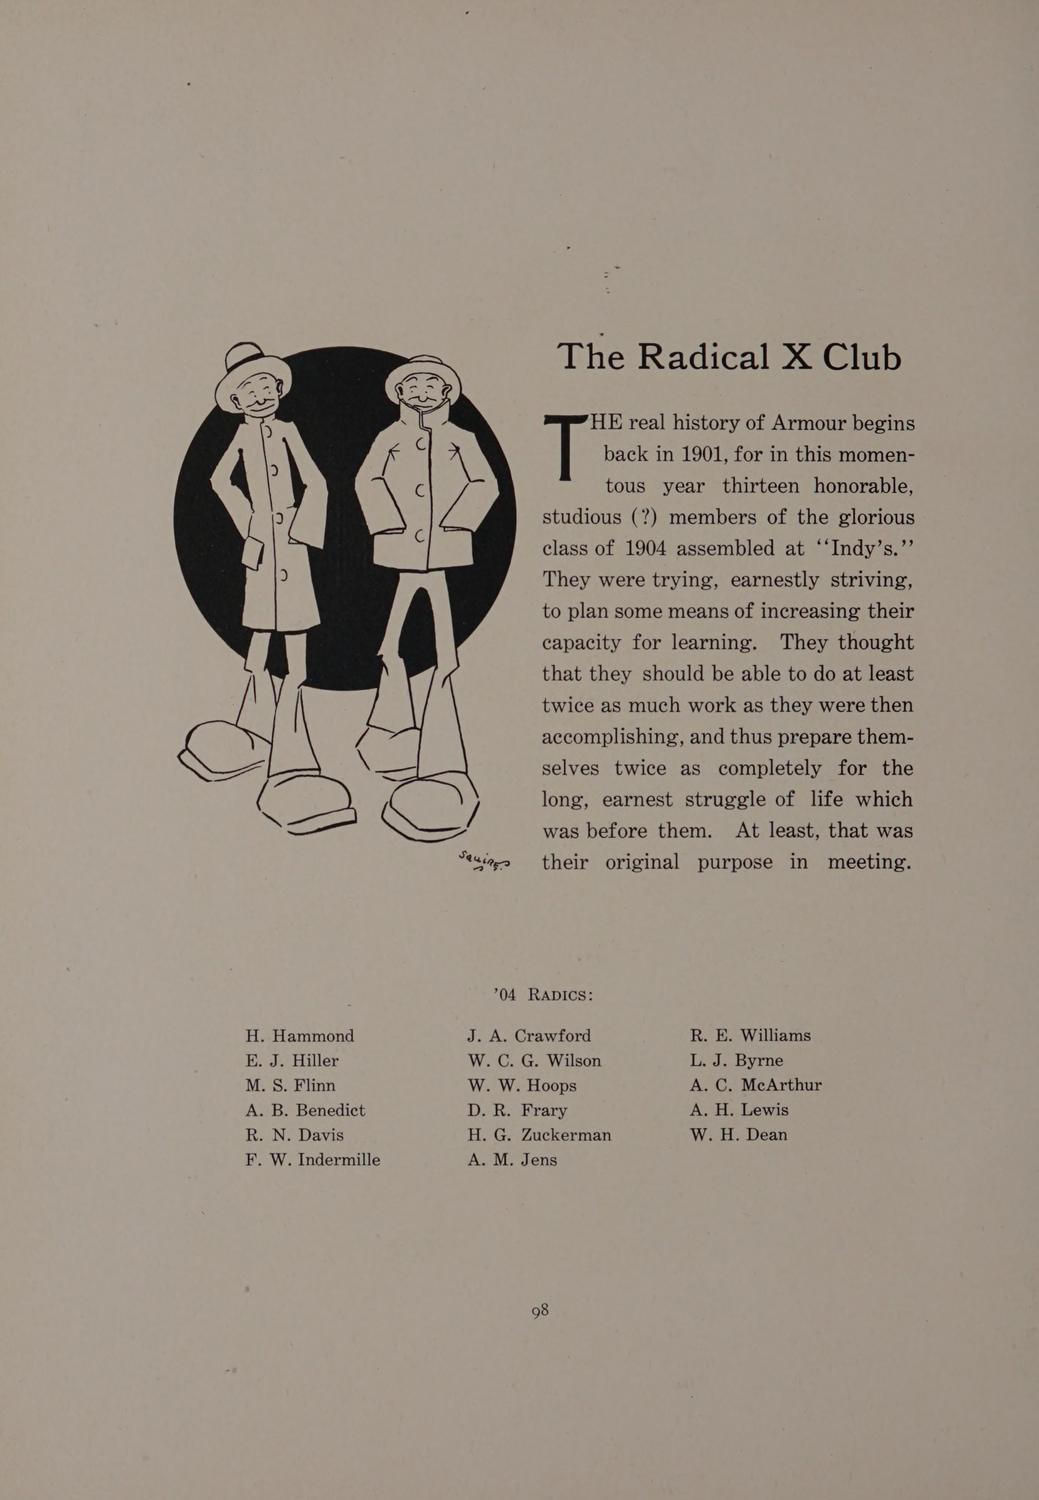 The Radical X Club
THE real history of Armour begins
back in 1901, for in this momen-
tous year thirteen honorable,
studious (?) members of the glorious
class of 1904 assembled at ‘‘Indy’s.’’
They were trying, earnestly striving,
to plan some means of increasing their
capacity for learning. They thought
that they should be able to do at least
twice as much work as they were then
accomplishing, and thus prepare them-
selves twice as completely for the
long, earnest struggle of life which
was before them. At least, that was
their original purpose in meeting.
’04 RADICS:
H. Hammond
E. J. Hiller
M. S. Flinn
A. B. Benedict
R. N. Davis
F. W. Indermille
J. A. Crawford
W. C. G. Wilson
W. W. Hoops
D. R. Frary
H. G. Zuckerman
A. M. Jens
R. E. Williams
L. J. Byrne
A. C. McArthur
A. H. Lewis
W. H. Dean
98